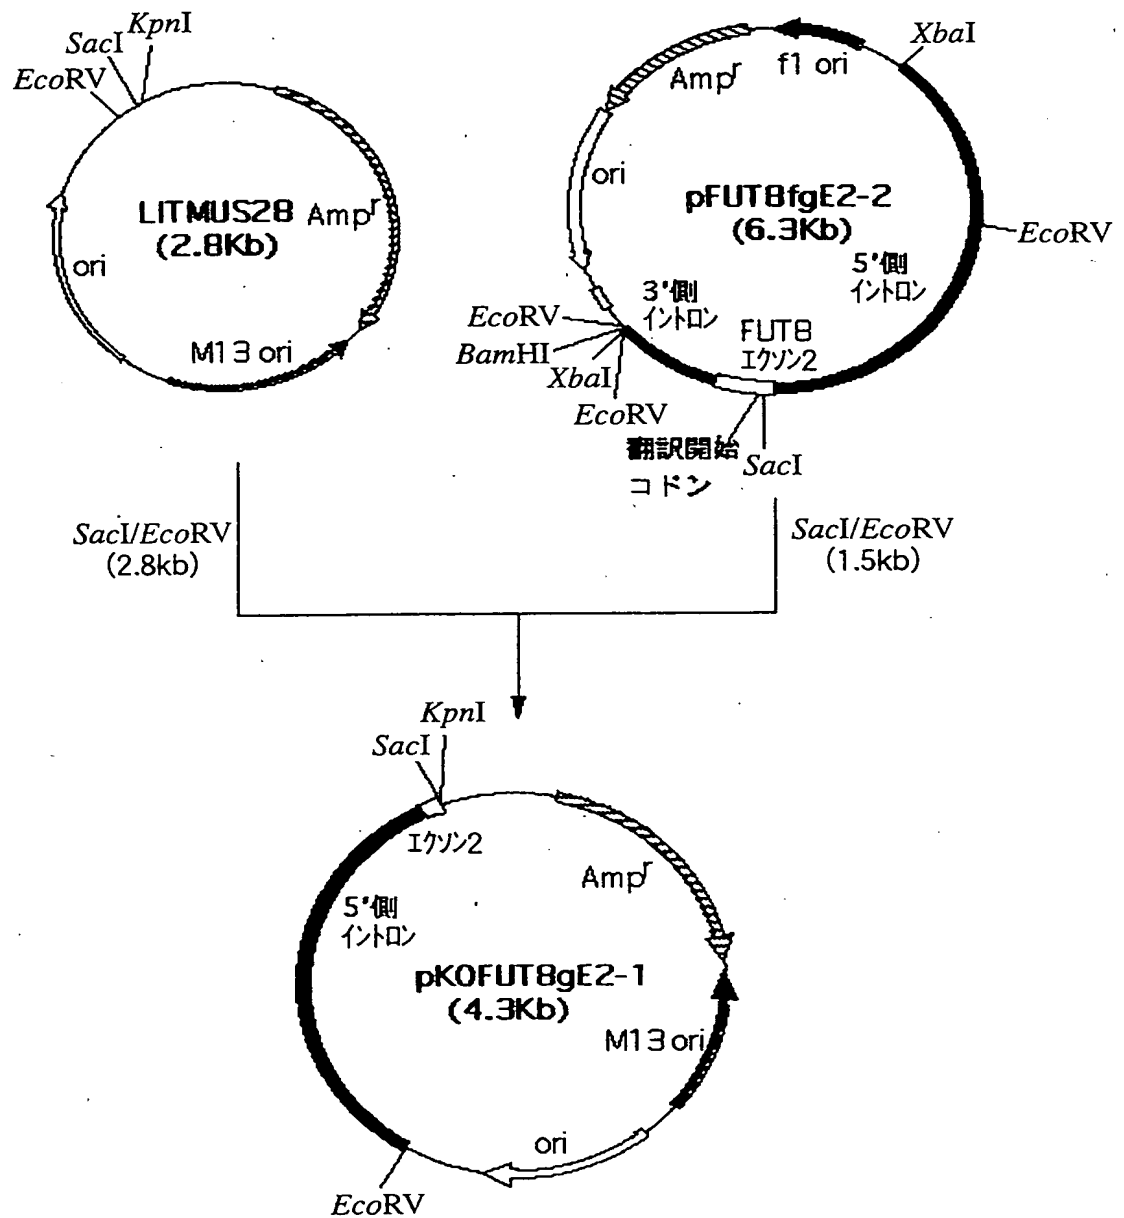 KpnI
SacI
EcoRV
LITMUS28
(2.8Kb)
Ampr
ori
M13 ori
XbaI
f1 ori
Ampr
ori
pFUT8fgE2-2
(6.3Kb)
EcoRV
5'側
イントロン
3'側
イントロン
FUT8
エクソン2
EcoRV
BamHI
XbaI
EcoRV
翻訳開始
コドン
SacI
SacI/EcoRV
(2.8kb)
SacI/EcoRV
(1.5kb)
KpnI
SacI
エクソン2
Ampr
5'側
イントロン
pKOFUT8gE2-1
(4.3Kb)
M13 ori
ori
EcoRV